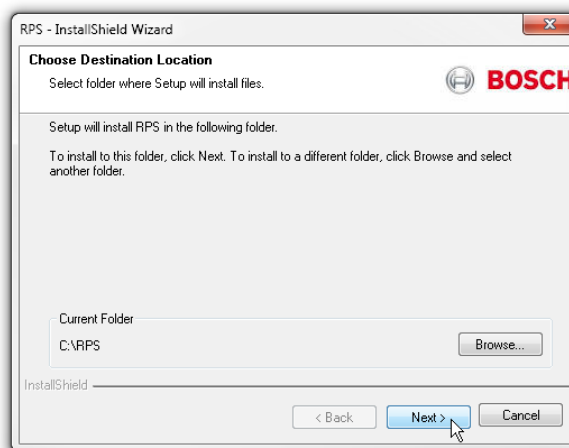 RPS - InstallShield Wizard
Choose Destination Location
Select folder where Setup will install files.
BOSCH
Setup will install RPS in the following folder.
To install to this folder, click Next. To install to a different folder, click Browse and select
another folder.
Current Folder
C:\RPS
Browse...
InstallShield
< Back
Next >
Cancel